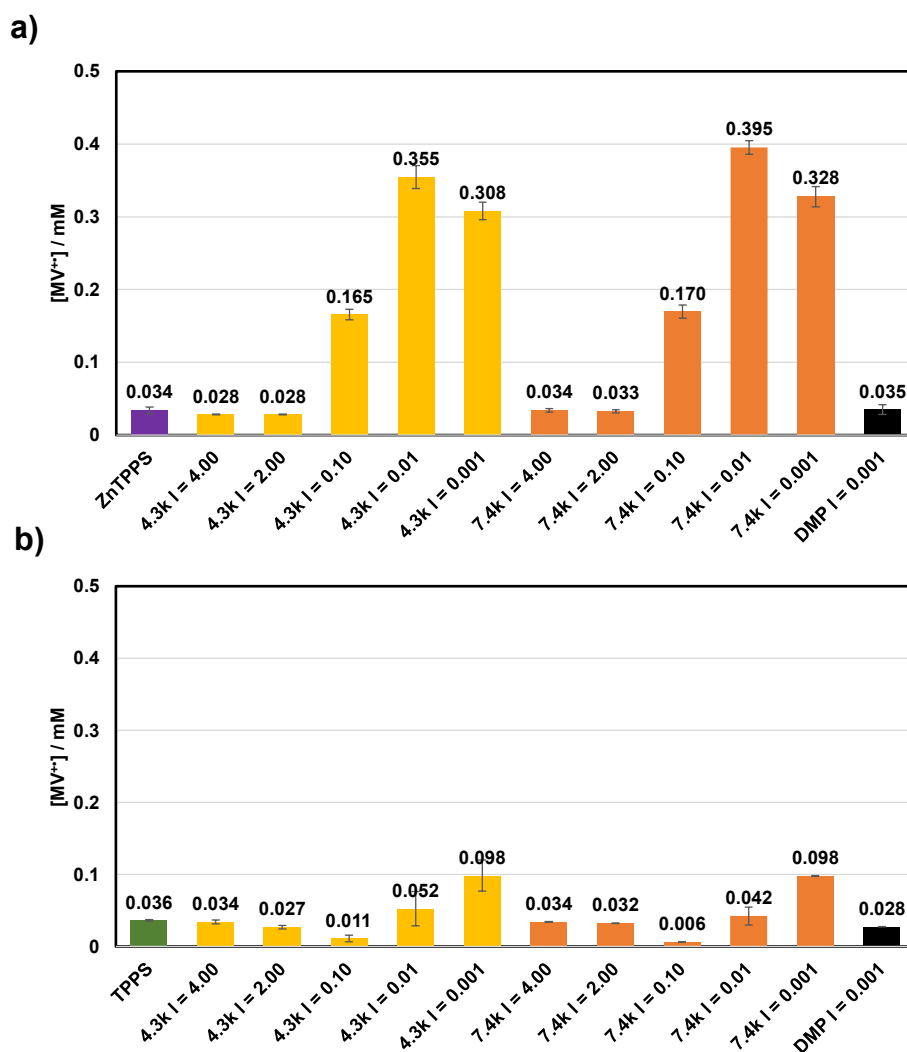 a)
[MV⁺•] / mM
0.5
0.4
0.3
0.2
0.1
0
0.034
0.028
0.028
0.165
0.355
0.308
0.034
0.033
0.170
0.395
0.328
0.035
ZnTPPS
4.3k I = 4.00
4.3k I = 2.00
4.3k I = 0.10
4.3k I = 0.01
4.3k I = 0.001
7.4k I = 4.00
7.4k I = 2.00
7.4k I = 0.10
7.4k I = 0.01
7.4k I = 0.001
DMP I = 0.001
b)
[MV⁺•] / mM
0.5
0.4
0.3
0.2
0.1
0
0.036
0.034
0.027
0.011
0.052
0.098
0.034
0.032
0.006
0.042
0.098
0.028
TPPS
4.3k I = 4.00
4.3k I = 2.00
4.3k I = 0.10
4.3k I = 0.01
4.3k I = 0.001
7.4k I = 4.00
7.4k I = 2.00
7.4k I = 0.10
7.4k I = 0.01
7.4k I = 0.001
DMP I = 0.001